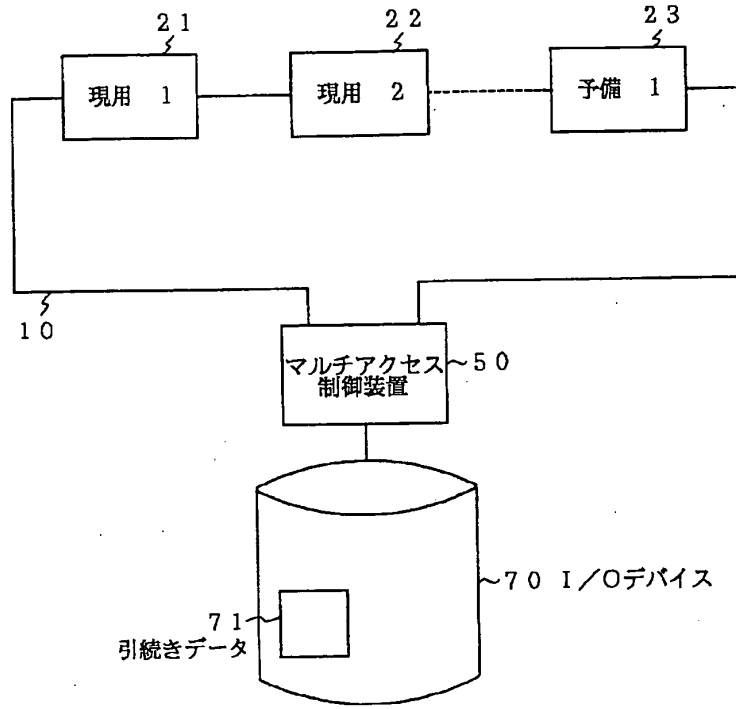 ２１
２２
２３
現用　１
現用　２
予備　１
１０
マルチアクセス
制御装置
５０
７０ Ｉ／Ｏデバイス
７１
引続きデータ